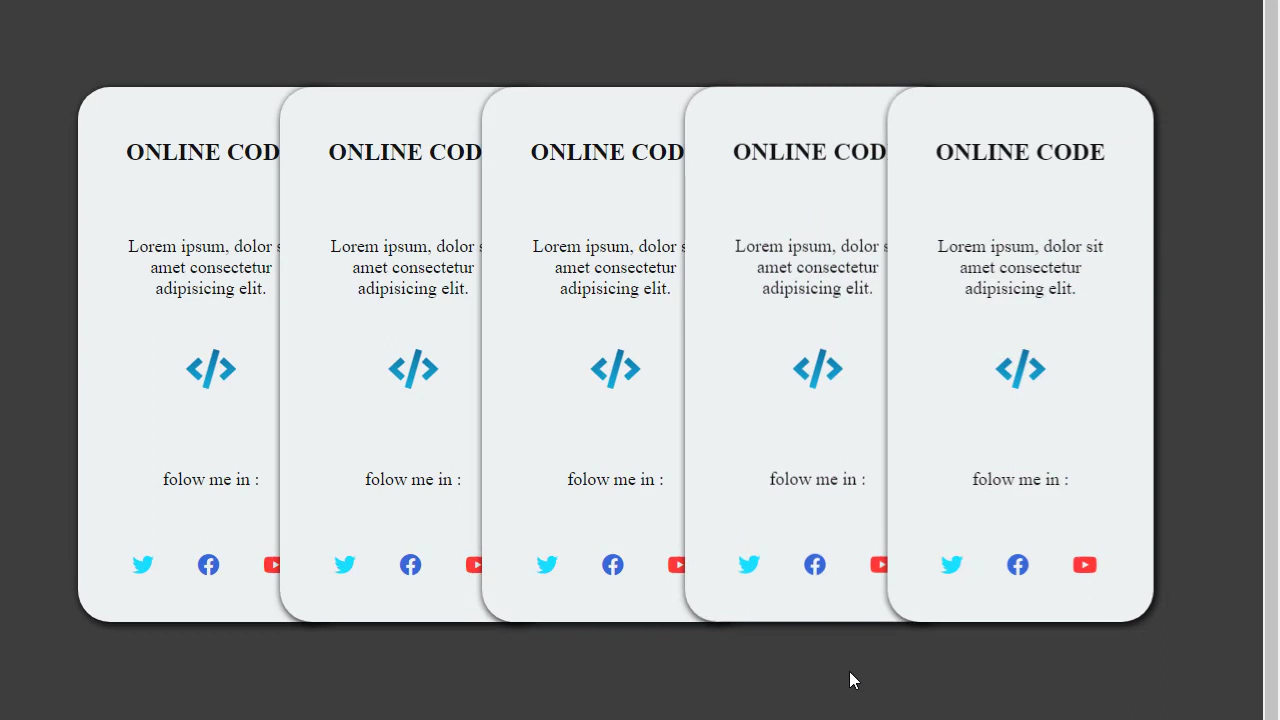 ONLINE COD
Lorem ipsum, dolor s
amet consectetur
adipisicing elit.
folow me in :
ONLINE COD
Lorem ipsum, dolor s
amet consectetur
adipisicing elit.
folow me in :
ONLINE COD
Lorem ipsum, dolor s
amet consectetur
adipisicing elit.
folow me in :
ONLINE COD
Lorem ipsum, dolor s
amet consectetur
adipisicing elit.
folow me in :
ONLINE CODE
Lorem ipsum, dolor sit
amet consectetur
adipisicing elit.
folow me in :